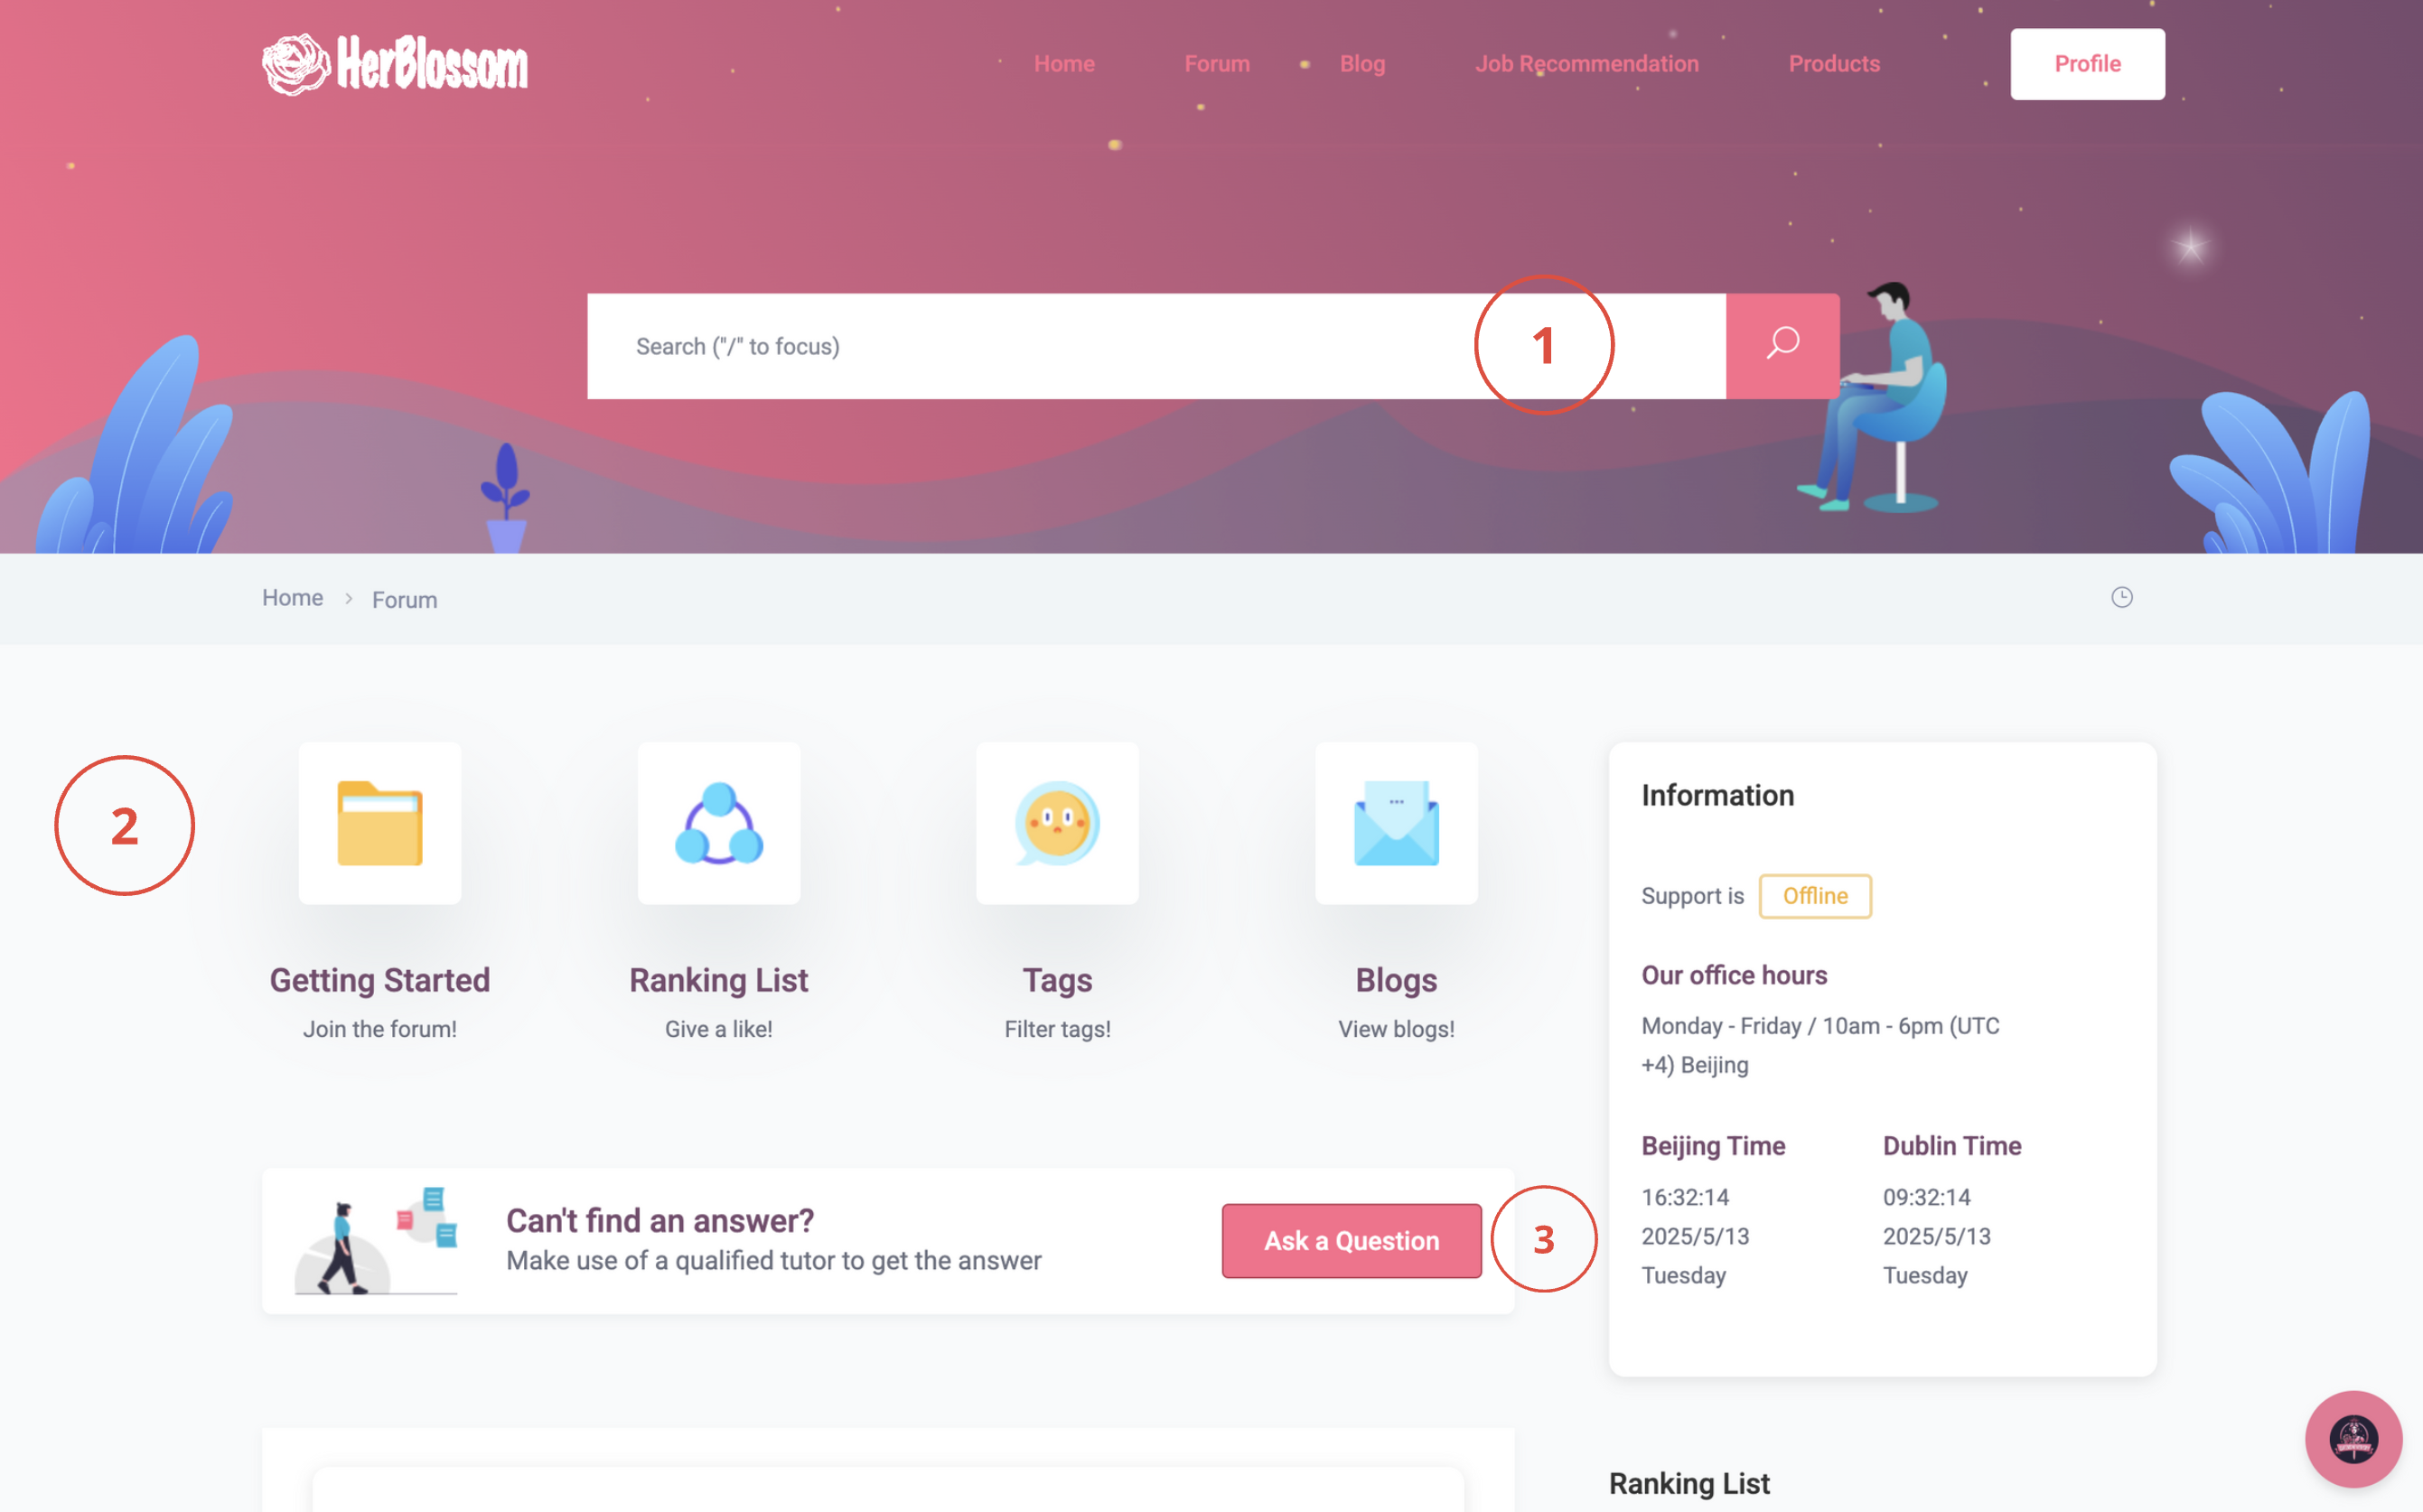 HerBlossom
Home
Forum
Blog
Job Recommendation
Products
Profile
Search ("/" to focus)
1
Home
Forum
2
Getting Started
Join the forum!
Ranking List
Give a like!
Tags
Filter tags!
Blogs
View blogs!
Can't find an answer?
Make use of a qualified tutor to get the answer
Ask a Question
3
Information
Support is
Offline
Our office hours
Monday - Friday / 10am - 6pm (UTC
+4) Beijing
Beijing Time
16:32:14
2025/5/13
Tuesday
Dublin Time
09:32:14
2025/5/13
Tuesday
Ranking List